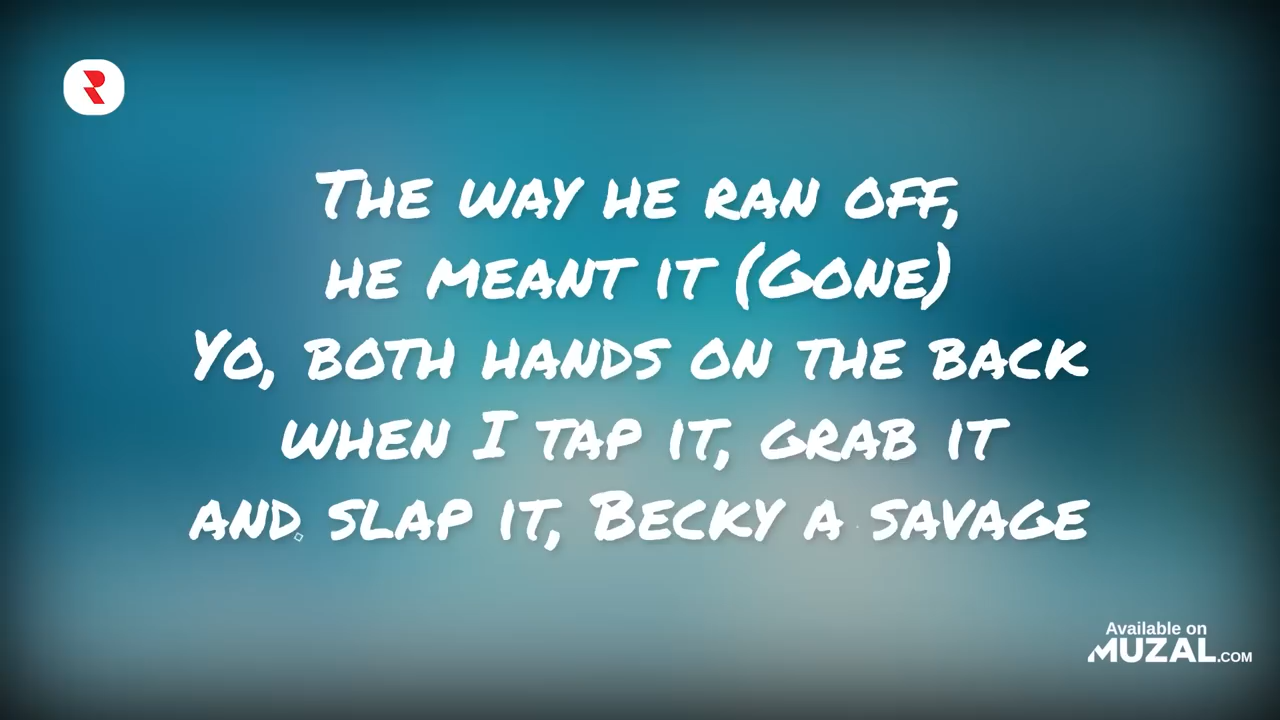 The way he ran off,
he meant it (Gone)
Yo, both hands on the back
when I tap it, grab it
and slap it, Becky a savage
Available on
MUZAL.COM